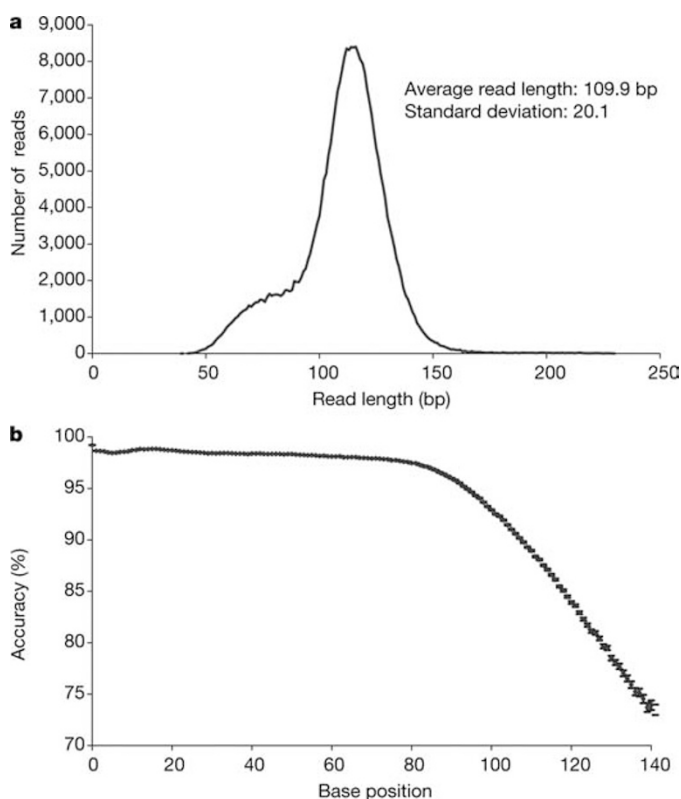 a
9,000
8,000
7,000
6,000
5,000
4,000
3,000
2,000
1,000
0
Number of reads
Average read length: 109.9 bp
Standard deviation: 20.1
0 50 100 150 200 250
Read length (bp)
b
100
95
90
85
80
75
70
Accuracy (%)
0 20 40 60 80 100 120 140
Base position